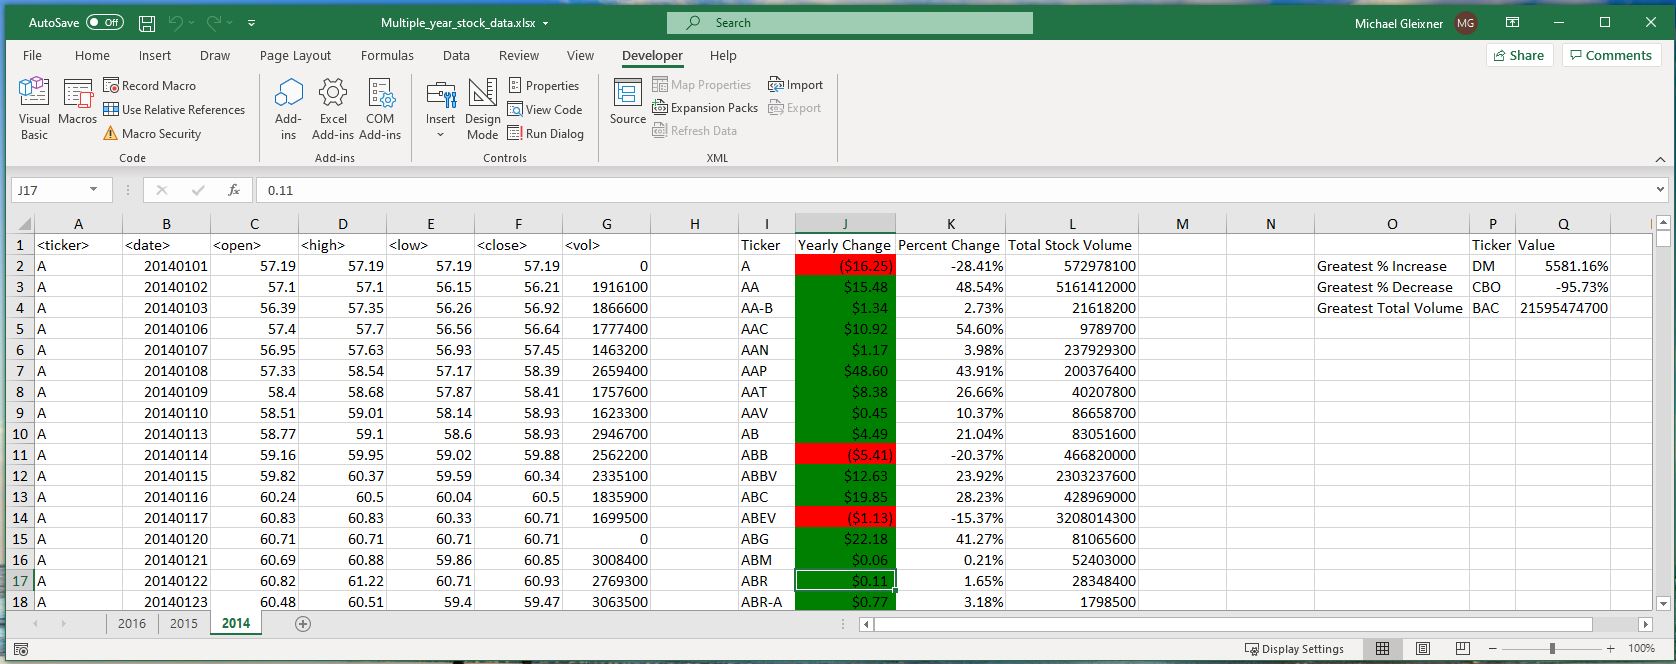 AutoSave Off Multiple_year_stock_data.xlsx Search Michael Gleixner MG
File Home Insert Draw Page Layout Formulas Data Review View Developer Help Share Comments
Visual Basic
Macros
Record Macro
Use Relative References
Macro Security
Code
Add-ins
Excel Add-ins
COM Add-ins
Add-ins
Insert
Design Mode
Properties
View Code
Run Dialog
Controls
Source
Map Properties
Expansion Packs
Refresh Data
Import
Export
XML
J17 fx 0.11
A B C D E F G H I J K L M N O P Q
1 <ticker> <date> <open> <high> <low> <close> <vol> Ticker Yearly Change Percent Change Total Stock Volume Ticker Value
2 A 20140101 57.19 57.19 57.19 57.19 0 A ($16.25) -28.41% 572978100 Greatest % Increase DM 5581.16%
3 A 20140102 57.1 57.1 56.15 56.21 1916100 AA $15.48 48.54% 5161412000 Greatest % Decrease CBO -95.73%
4 A 20140103 56.39 57.35 56.26 56.92 1866600 AA-B $1.34 2.73% 21618200 Greatest Total Volume BAC 21595474700
5 A 20140106 57.4 57.7 56.56 56.64 1777400 AAC $10.92 54.60% 9789700
6 A 20140107 56.95 57.63 56.93 57.45 1463200 AAN $1.17 3.98% 237929300
7 A 20140108 57.33 58.54 57.17 58.39 2659400 AAP $48.60 43.91% 200376400
8 A 20140109 58.4 58.68 57.87 58.41 1757600 AAT $8.38 26.66% 40207800
9 A 20140110 58.51 59.01 58.14 58.93 1623300 AAV $0.45 10.37% 86658700
10 A 20140113 58.77 59.1 58.6 58.93 2946700 AB $4.49 21.04% 83051600
11 A 20140114 59.16 59.95 59.02 59.88 2562200 ABB ($5.41) -20.37% 466820000
12 A 20140115 59.82 60.37 59.59 60.34 2335100 ABBV $12.63 23.92% 2303237600
13 A 20140116 60.24 60.5 60.04 60.5 1835900 ABC $19.85 28.23% 428969000
14 A 20140117 60.83 60.83 60.33 60.71 1699500 ABEV ($1.13) -15.37% 3208014300
15 A 20140120 60.71 60.71 60.71 60.71 0 ABG $22.18 41.27% 81065600
16 A 20140121 60.69 60.88 59.86 60.85 3008400 ABM $0.06 0.21% 52403000
17 A 20140122 60.82 61.22 60.71 60.93 2769300 ABR $0.11 1.65% 28348400
18 A 20140123 60.48 60.51 59.4 59.47 3063500 ABR-A $0.77 3.18% 1798500
2016 2015 2014
Display Settings 100%